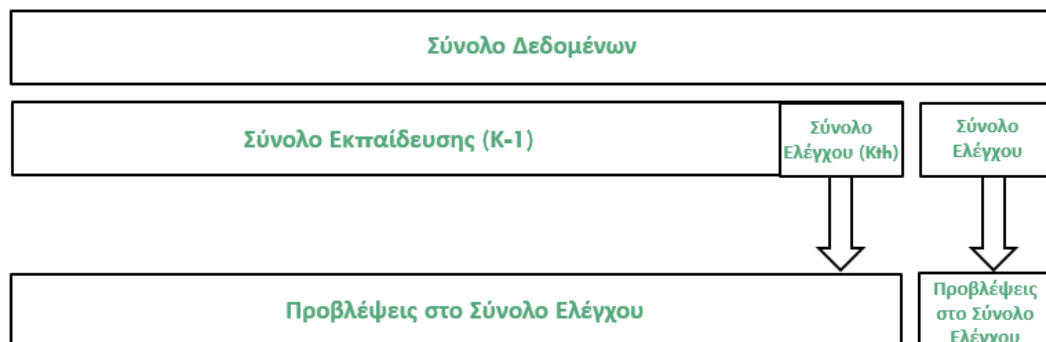 Σύνολο Δεδομένων
Σύνολο Εκπαίδευσης (Κ-1)
Σύνολο
Ελέγχου (Kth)
Σύνολο
Ελέγχου
Προβλέψεις στο Σύνολο Ελέγχου
Προβλέψεις
στο Σύνολο
Ελέγχου